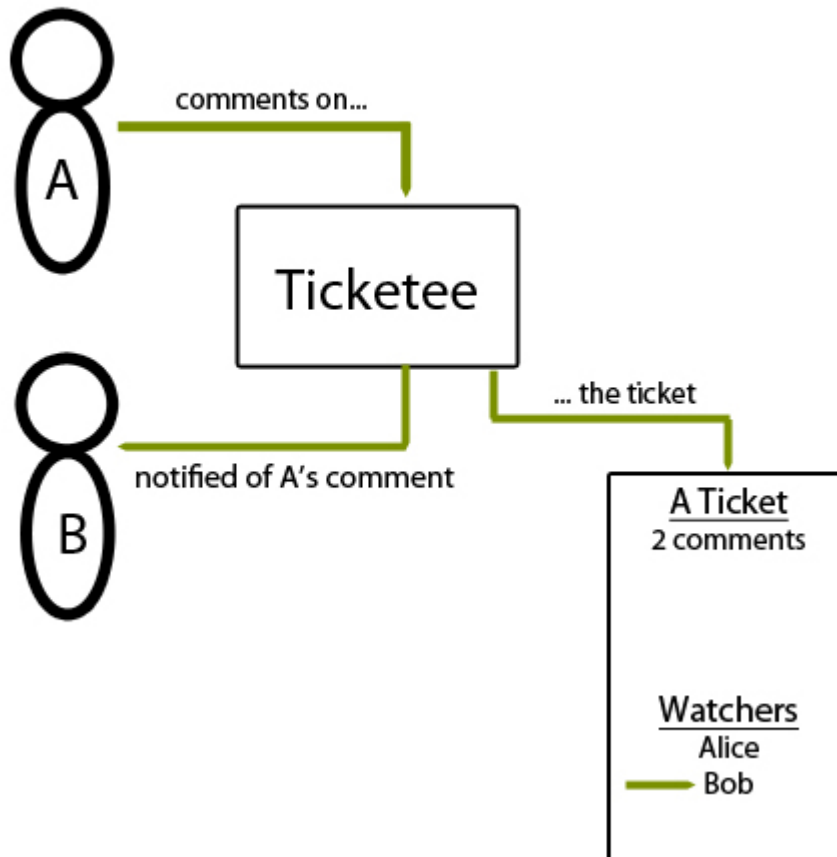 comments on...
A
Ticketee
... the ticket
notified of A's comment
B
A Ticket
2 comments
Watchers
Alice
Bob